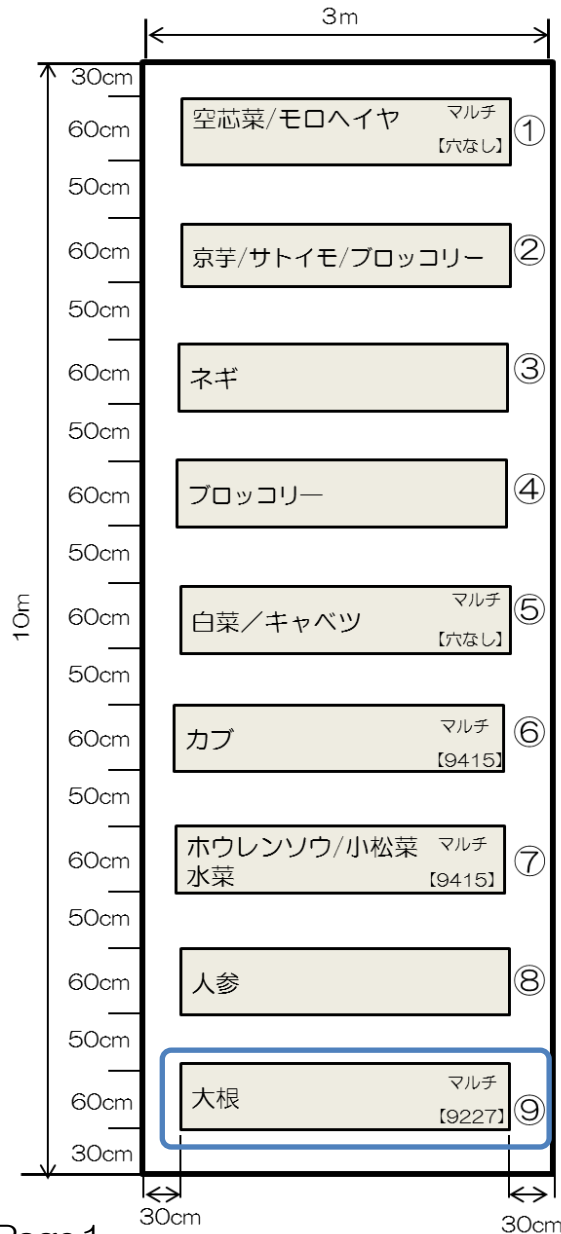 3m
30cm
60cm
空芯菜/モロヘイヤ
マルチ
【穴なし】
①
50cm
60cm
京芋/サトイモ/ブロッコリー
②
50cm
60cm
ネギ
③
50cm
60cm
ブロッコリ―
④
50cm
10m
60cm
白菜／キャベツ
マルチ
【穴なし】
⑤
50cm
60cm
カブ
マルチ
【9415】
⑥
50cm
60cm
ホウレンソウ/小松菜
水菜
マルチ
【9415】
⑦
50cm
60cm
人参
⑧
50cm
60cm
大根
マルチ
【9227】
⑨
30cm
30cm
30cm